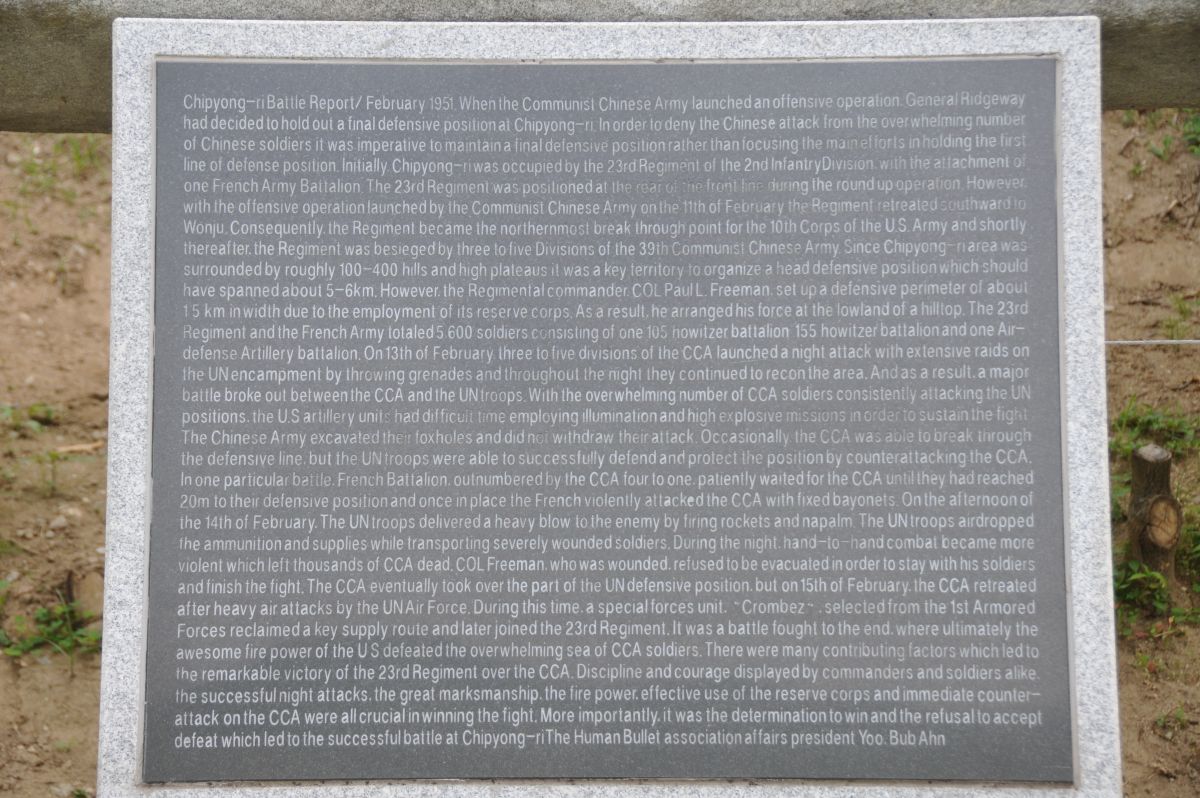 Chipyong-ri Battle Report/ February 1951. When the Communist Chinese Army launched an offensive operation. General Ridgeway
had decided to hold out a final defensive position at Chipyong-ri. In order to deny the Chinese attack from the overwhelming number
of Chinese soldiers it was imperative to maintain a final defensive position rather than focusing the main efforts in holding the first
line of defense position. Initially. Chipyong-ri was occupied by the 23rd Regiment of the 2nd Infantry Division. with the attachment of
one French Army Battalion. The 23rd Regiment was positioned at the rear of the front line during the round up operation. However.
with the offensive operation launched by the Communist Chinese Army on the 11th of February the Regiment retreated southward to
Wonju. Consequently. the Regiment became the northernmost break through point for the 10th Corps of the U.S. Army and shortly
thereafter. the Regiment was besieged by three to five Divisions of the 39th Communist Chinese Army. Since Chipyong-ri area was
surrounded by roughly 100-400 hills and high plateaus it was a key territory to organize a head defensive position which should
have spanned about 5-6km. However. the Regimental commander. COL Paul L. Freeman. set up a defensive perimeter of about
1.5 km in width due to the employment of its reserve corps. As a result. he arranged his force at the lowland of a hilltop. The 23rd
Regiment and the French Army totaled 5.600 soldiers consisting of one 105 howitzer battalion. 155 howitzer battalion and one Air-
defense Artillery battalion. On 13th of February. three to five divisions of the CCA launched a night attack with extensive raids on
the UN encampment by throwing grenades and throughout the night they continued to recon the area. And as a result. a major
battle broke out between the CCA and the UN troops. With the overwhelming number of CCA soldiers consistently attacking the UN
positions. the U.S artillery units had difficult time employing illumination and high explosive missions in order to sustain the fight.
The Chinese Army excavated their foxholes and did not withdraw their attack. Occasionally. the CCA was able to break through
the defensive line. but the UN troops were able to successfully defend and protect the position by counterattacking the CCA.
In one particular battle. French Battalion. outnumbered by the CCA four to one. patiently waited for the CCA until they had reached
20m to their defensive position and once in place the French violently attacked the CCA with fixed bayonets. On the afternoon of
the 14th of February. The UN troops delivered a heavy blow to the enemy by firing rockets and napalm. The UN troops airdropped
the ammunition and supplies while transporting severely wounded soldiers. During the night. hand-to-hand combat became more
violent which left thousands of CCA dead. COL Freeman. who was wounded. refused to be evacuated in order to stay with his soldiers
and finish the fight. The CCA eventually took over the part of the UN defensive position. but on 15th of February. the CCA retreated
after heavy air attacks by the UN Air Force. During this time. a special forces unit. "Crombez". selected from the 1st Armored
Forces reclaimed a key supply route and later joined the 23rd Regiment. It was a battle fought to the end. where ultimately the
awesome fire power of the U.S defeated the overwhelming sea of CCA soldiers. There were many contributing factors which led to
the remarkable victory of the 23rd Regiment over the CCA. Discipline and courage displayed by commanders and soldiers alike.
the successful night attacks. the great marksmanship. the fire power. effective use of the reserve corps and immediate counter-
attack on the CCA were all crucial in winning the fight. More importantly. it was the determination to win and the refusal to accept
defeat which led to the successful battle at Chipyong-ri The Human Bullet association affairs president Yoo. Bub Ahn